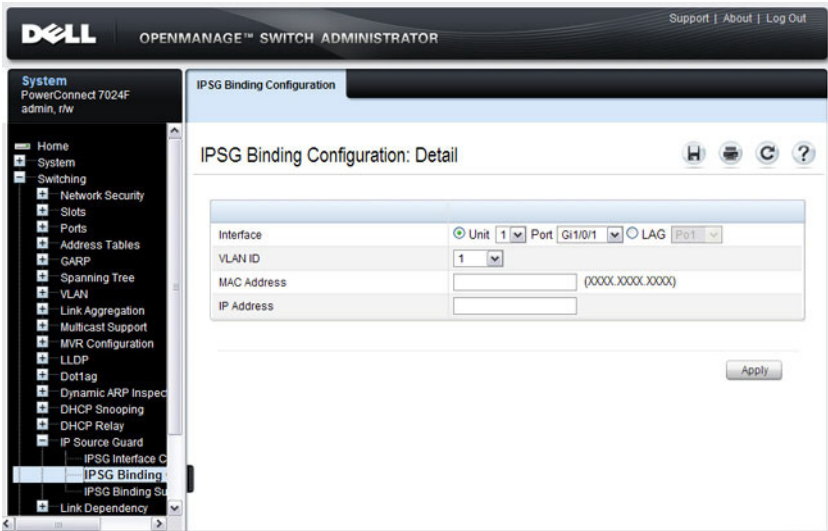 Support | About | Log Out
DELL OPENMANAGE™ SWITCH ADMINISTRATOR
System
PowerConnect 7024F
admin, r/w
Home
System
Switching
Network Security
Slots
Ports
Address Tables
GARP
Spanning Tree
VLAN
Link Aggregation
Multicast Support
MVR Configuration
LLDP
Dot1ag
Dynamic ARP Inspec
DHCP Snooping
DHCP Relay
IP Source Guard
IPSG Interface C
IPSG Binding
IPSG Binding Su
Link Dependency
IPSG Binding Configuration
IPSG Binding Configuration: Detail
Interface Unit 1 Port Gi1/0/1 LAG Po1
VLAN ID 1
MAC Address (XXXX.XXXX.XXXX)
IP Address
Apply